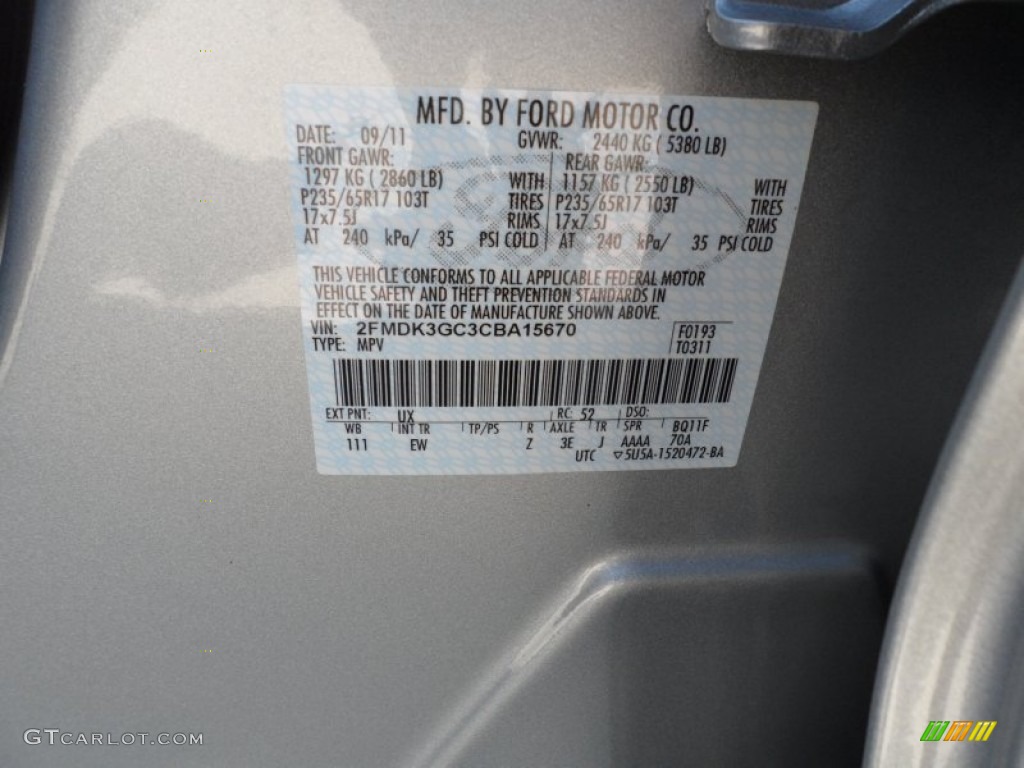 MFD. BY FORD MOTOR CO.
DATE: 09/11 GVWR: 2440 KG ( 5380 LB)
FRONT GAWR: REAR GAWR:
1297 KG ( 2860 LB) WITH 1157 KG ( 2550 LB) WITH
P235/65R17 103T TIRES P235/65R17 103T TIRES
17x7.5J RIMS 17x7.5J RIMS
AT 240 kPa/ 35 PSI COLD AT 240 kPa/ 35 PSI COLD
THIS VEHICLE CONFORMS TO ALL APPLICABLE FEDERAL MOTOR
VEHICLE SAFETY AND THEFT PREVENTION STANDARDS IN
EFFECT ON THE DATE OF MANUFACTURE SHOWN ABOVE.
VIN: 2FMDK3GC3CBA15670 F0193
TYPE: MPV T0311
EXT PNT: UX RC: 52 DSO:
WB INT TR TP/PS R AXLE TR SPR BQ11F
111 EW Z 3E J AAAA 70A
UTC ▽5U5A-1520472-BA
GTCARLOT.COM